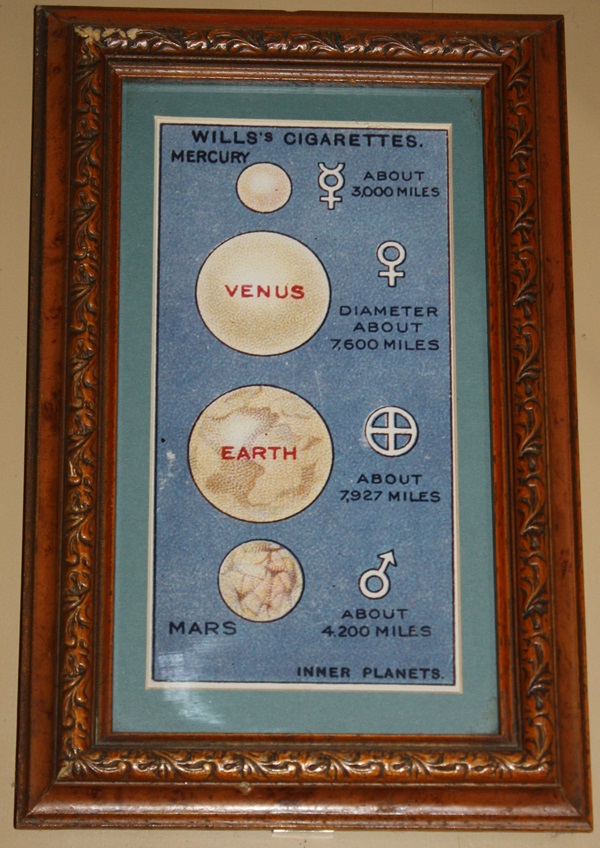 WILLS's CIGARETTES.
MERCURY
ABOUT
3,000 MILES
VENUS
DIAMETER
ABOUT
7,600 MILES
EARTH
ABOUT
7,927 MILES
MARS
ABOUT
4,200 MILES
INNER PLANETS.